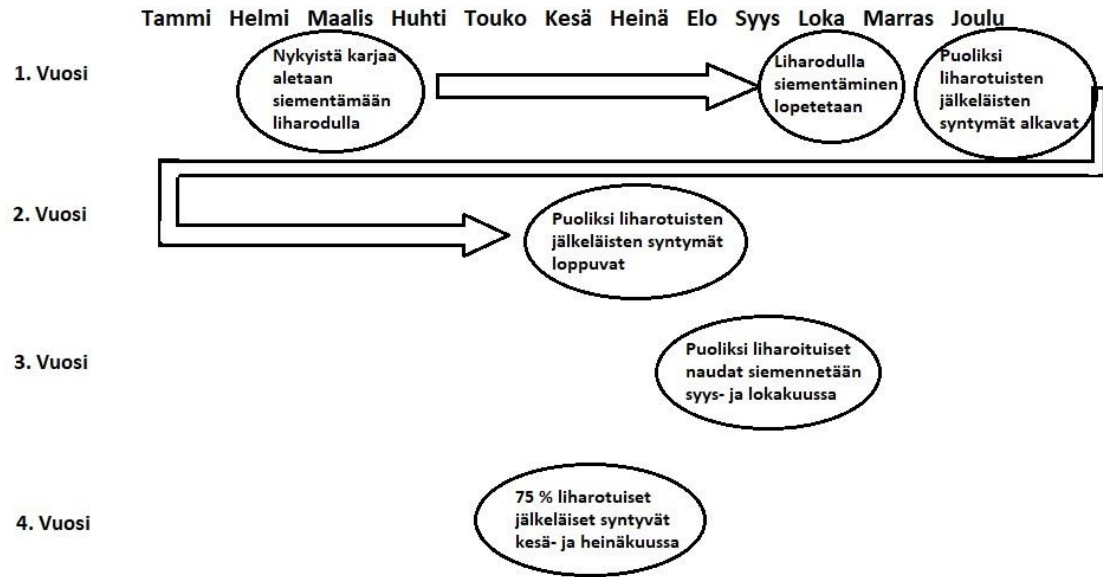 Tammi Helmi Maalis Huhti Touko Kesä Heinä Elo Syys Loka Marras Joulu
1. Vuosi
Nykyistä karjaa
aletaan
siementämään
liharodulla
Liharodulla
siementäminen
lopetetaan
Puoliksi
liharotuisten
jälkeläisten
syntymät alkavat
2. Vuosi
Puoliksi liharotuisten
jälkeläisten syntymät
loppuvat
3. Vuosi
Puoliksi liharoituiset
naudat siemennetään
syys- ja lokakuussa
4. Vuosi
75 % liharotuiset
jälkeläiset syntyvät
kesä- ja heinäkuussa